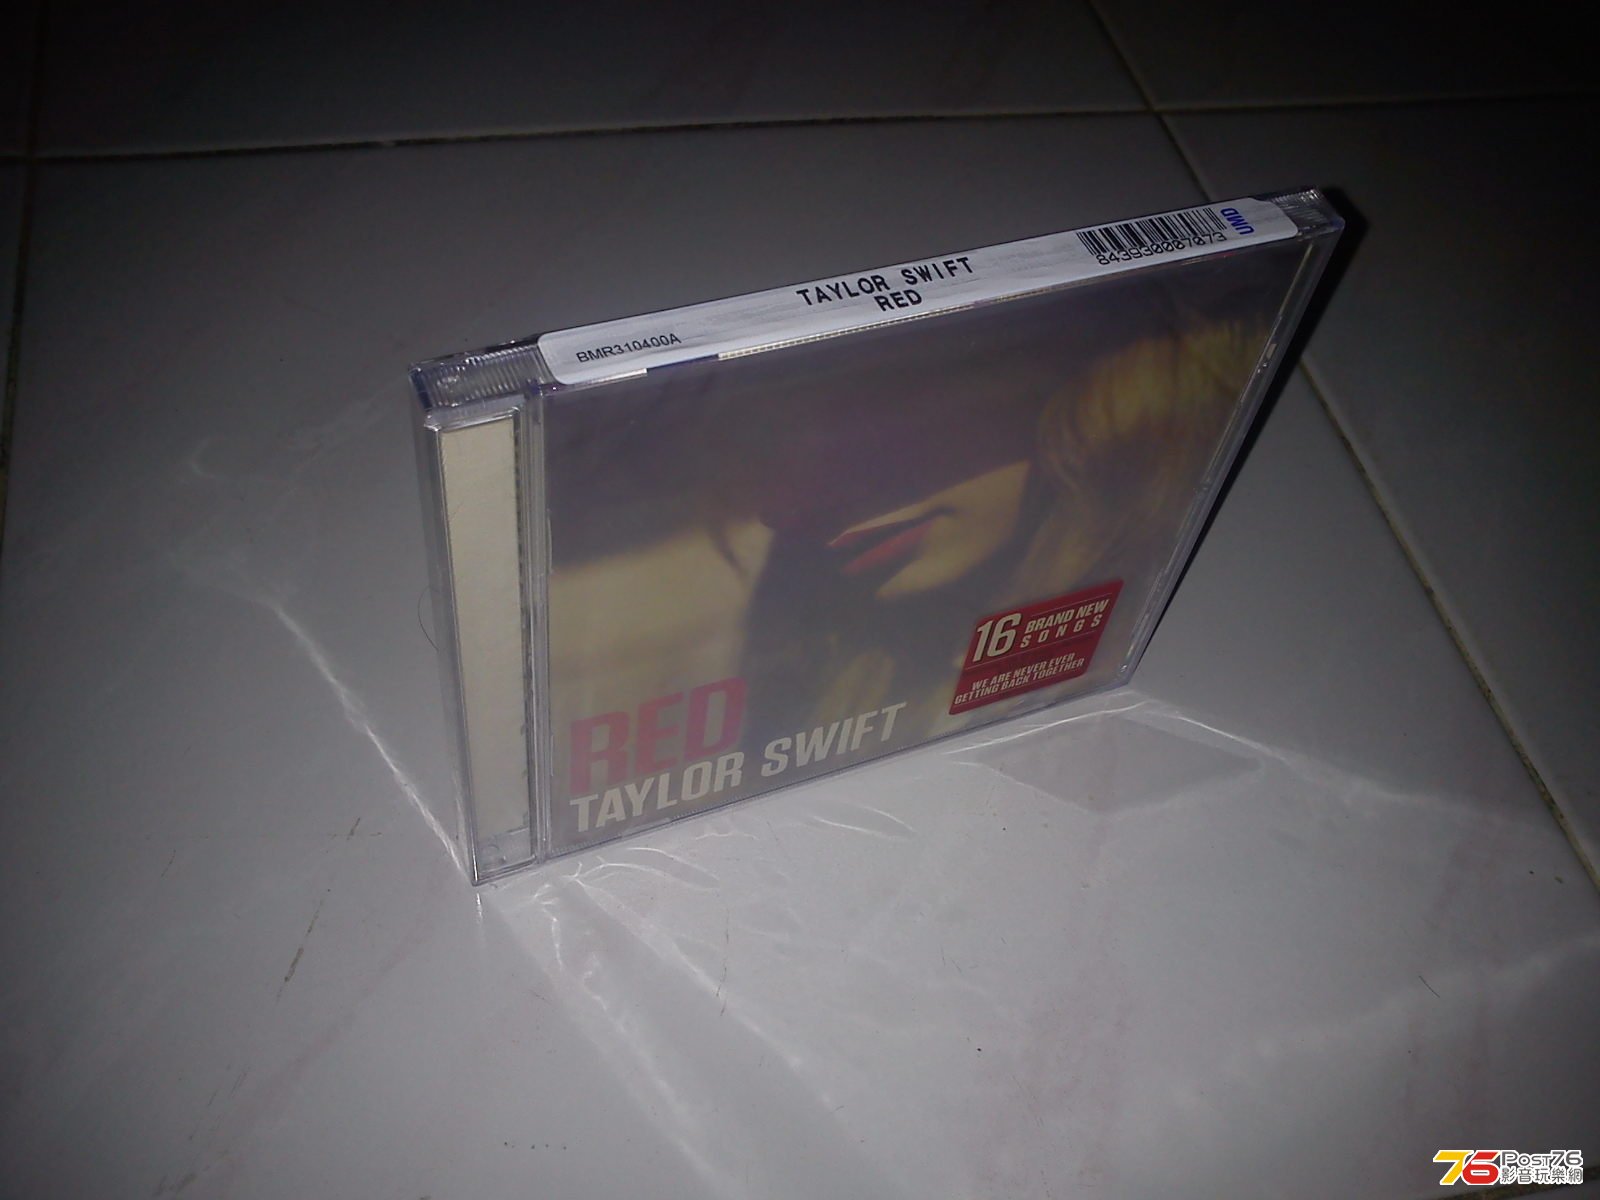 BMR310400A
TAYLOR SWIFT
RED
843930007073
UMD
16 BRAND NEW
SONGS
WE ARE NEVER EVER
GETTING BACK TOGETHER
RED
TAYLOR SWIFT
76 Post76
影音玩樂網